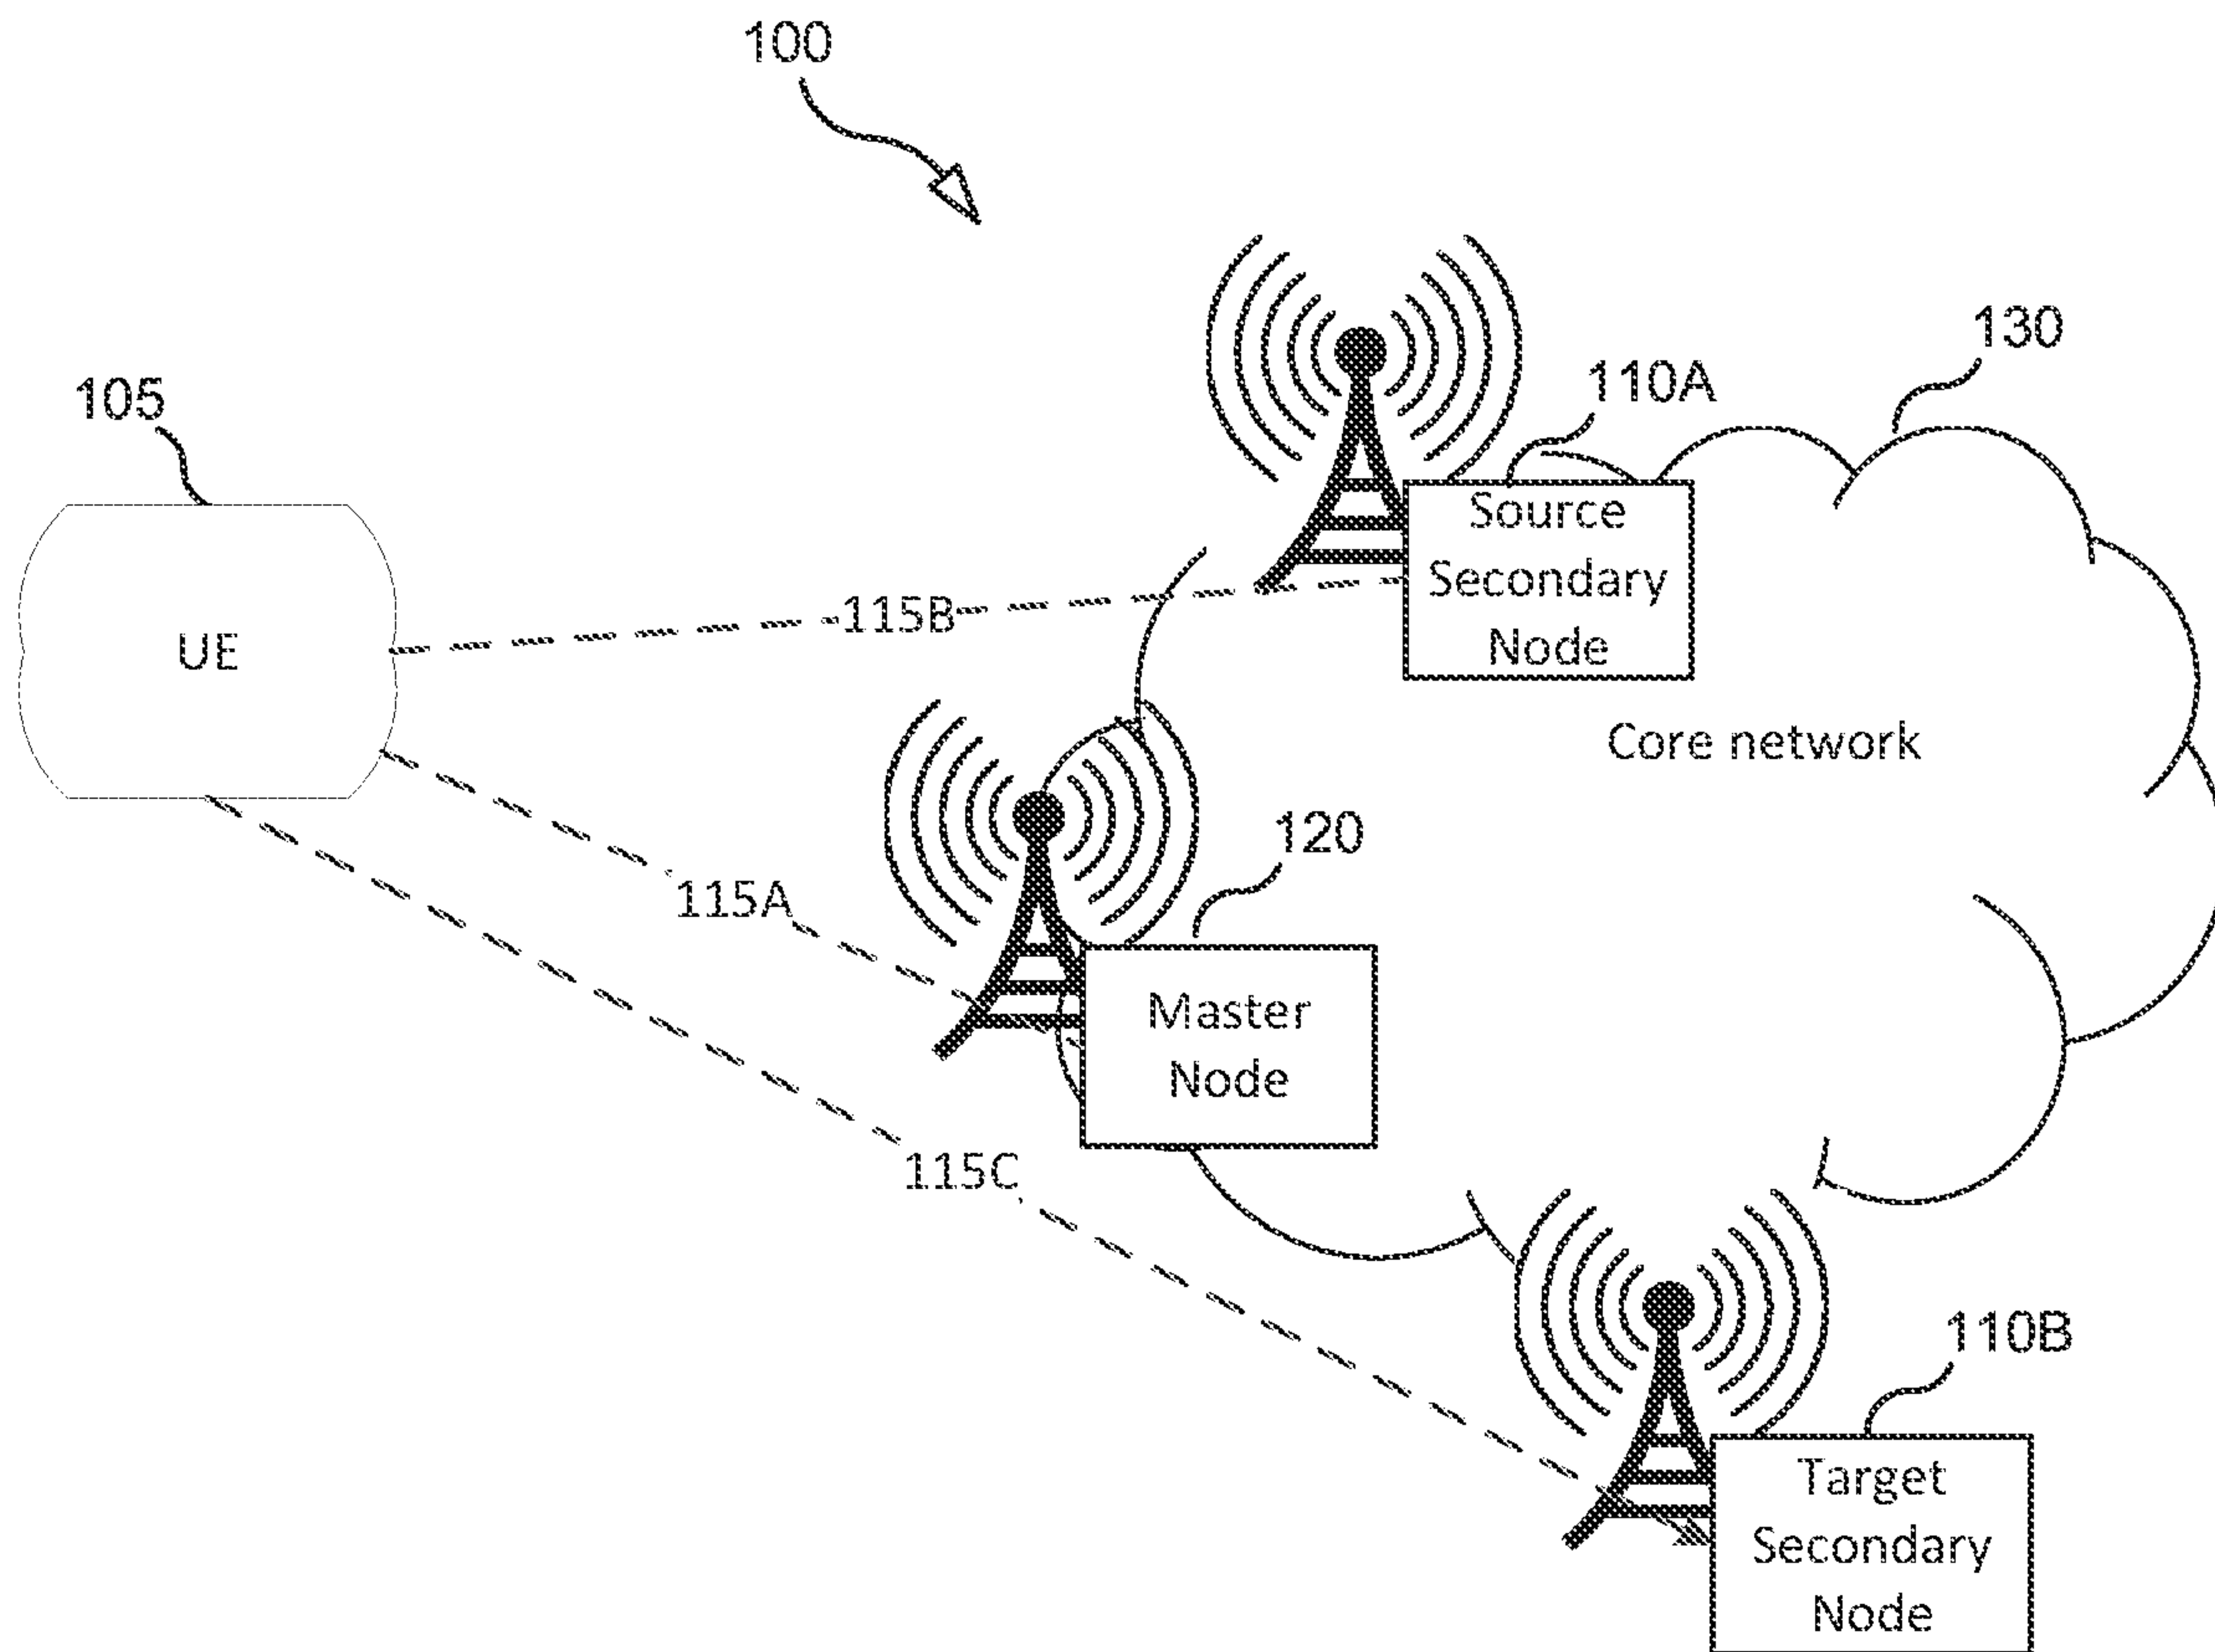 100
130
110A
105
Source
Secondary
Node
115B
UE
Core network
120
115A
Master
Node
115C
110B
Target
Secondary
Node